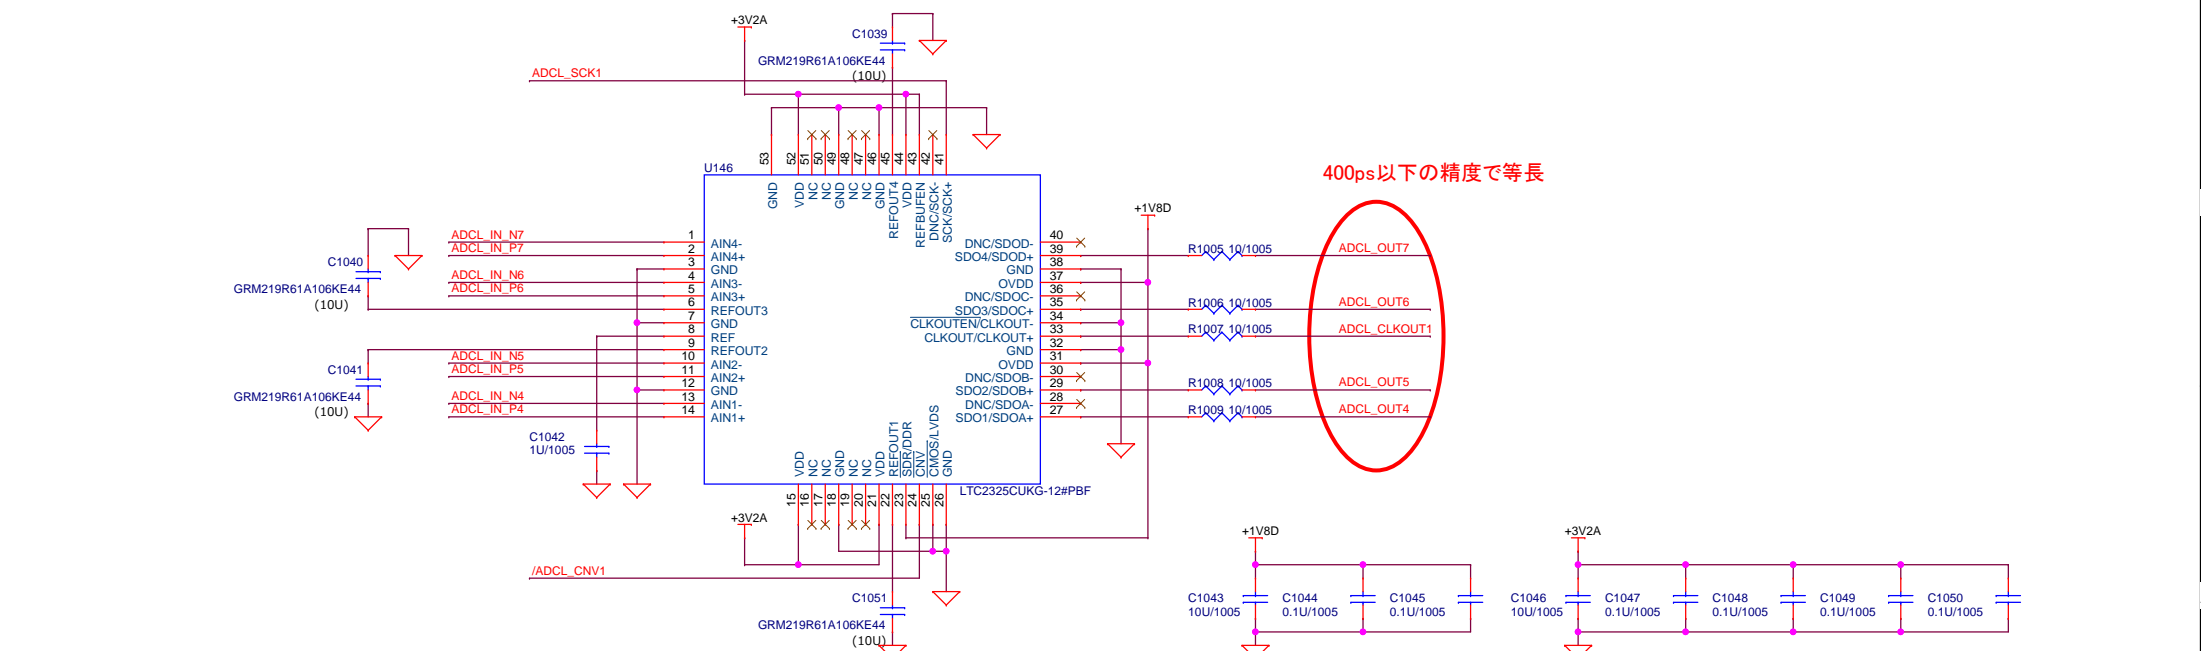 +3V2A
C1039
GRM219R61A106KE44
(10U)
ADCL_SCK1
53
52
51
50
49
48
47
46
45
44
43
42
41
U146
GND
VDD
NC
NC
GND
NC
NC
GND
REFOUT4
VDD
REFBUFEN
DNC/SCK-
SCK/SCK+
400ps以下の精度で等長
+1V8D
ADCL_IN_N7
ADCL_IN_P7
ADCL_IN_N6
ADCL_IN_P6
ADCL_IN_N5
ADCL_IN_P5
ADCL_IN_N4
ADCL_IN_P4
C1040
GRM219R61A106KE44
(10U)
C1041
GRM219R61A106KE44
(10U)
C1042
1U/1005
1 AIN4-
2 AIN4+
3 GND
4 AIN3-
5 AIN3+
6 REFOUT3
7 GND
8 REF
9 REFOUT2
10 AIN2-
11 AIN2+
12 GND
13 AIN1-
14 AIN1+
DNC/SDOD- 40
SDO4/SDOD+ 39
GND 38
OVDD 37
DNC/SDOC- 36
SDO3/SDOC+ 35
CLKOUTEN/CLKOUT- 34
CLKOUT/CLKOUT+ 33
GND 32
OVDD 31
DNC/SDOB- 30
SDO2/SDOB+ 29
DNC/SDOA- 28
SDO1/SDOA+ 27
R1005 10/1005
ADCL_OUT7
R1006 10/1005
ADCL_OUT6
R1007 10/1005
ADCL_CLKOUT1
R1008 10/1005
ADCL_OUT5
R1009 10/1005
ADCL_OUT4
VDD
NC
NC
GND
NC
NC
VDD
REFOUT1
SDR/DDR
CNV
CMOS/LVDS
GND
15
16
17
18
19
20
21
22
23
24
25
26
LTC2325CUKG-12#PBF
+3V2A
/ADCL_CNV1
C1051
GRM219R61A106KE44
(10U)
+1V8D
C1043
10U/1005
C1044
0.1U/1005
C1045
0.1U/1005
+3V2A
C1046
10U/1005
C1047
0.1U/1005
C1048
0.1U/1005
C1049
0.1U/1005
C1050
0.1U/1005